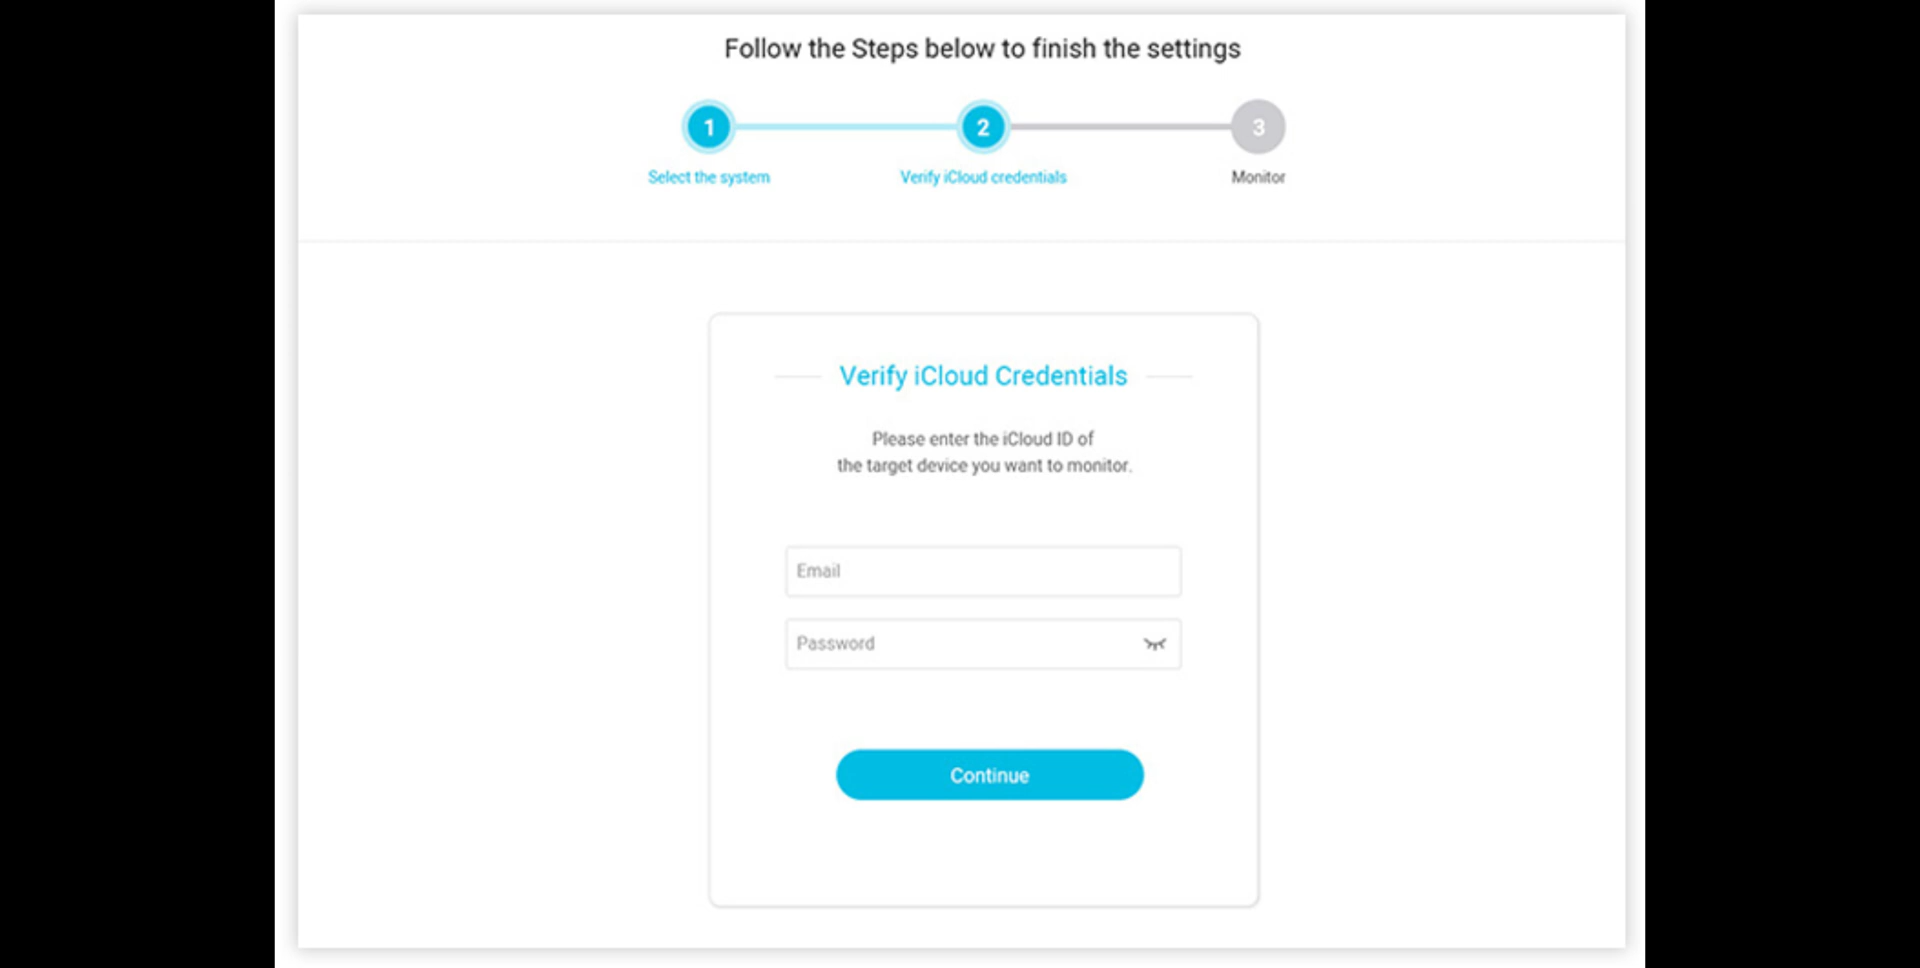 Follow the Steps below to finish the settings
1
2
3
Select the system
Verify iCloud credentials
Monitor
Verify iCloud Credentials
Please enter the iCloud ID of
the target device you want to monitor.
Email
Password
Continue